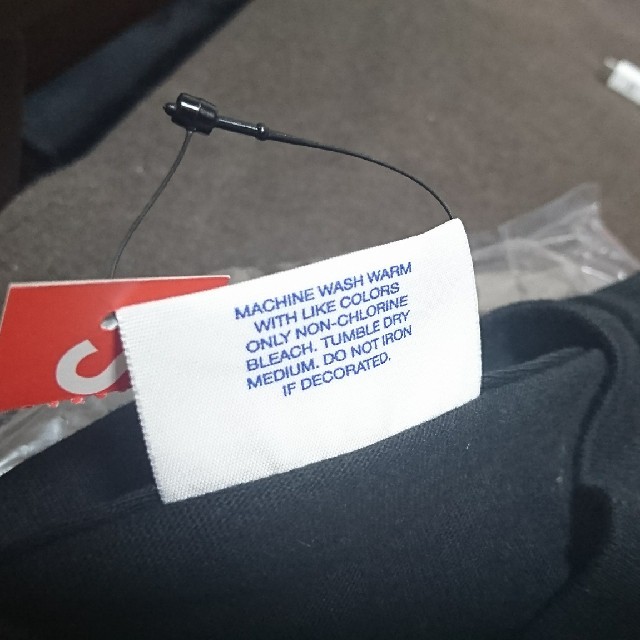 MACHINE WASH WARM
WITH LIKE COLORS
ONLY NON-CHLORINE
BLEACH. TUMBLE DRY
MEDIUM. DO NOT IRON
IF DECORATED.